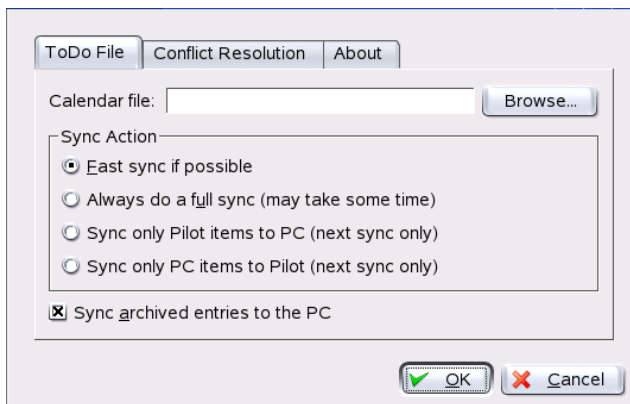 ToDo File Conflict Resolution About
Calendar file: Browse...
Sync Action
Fast sync if possible
Always do a full sync (may take some time)
Sync only Pilot items to PC (next sync only)
Sync only PC items to Pilot (next sync only)
Sync archived entries to the PC
OK Cancel